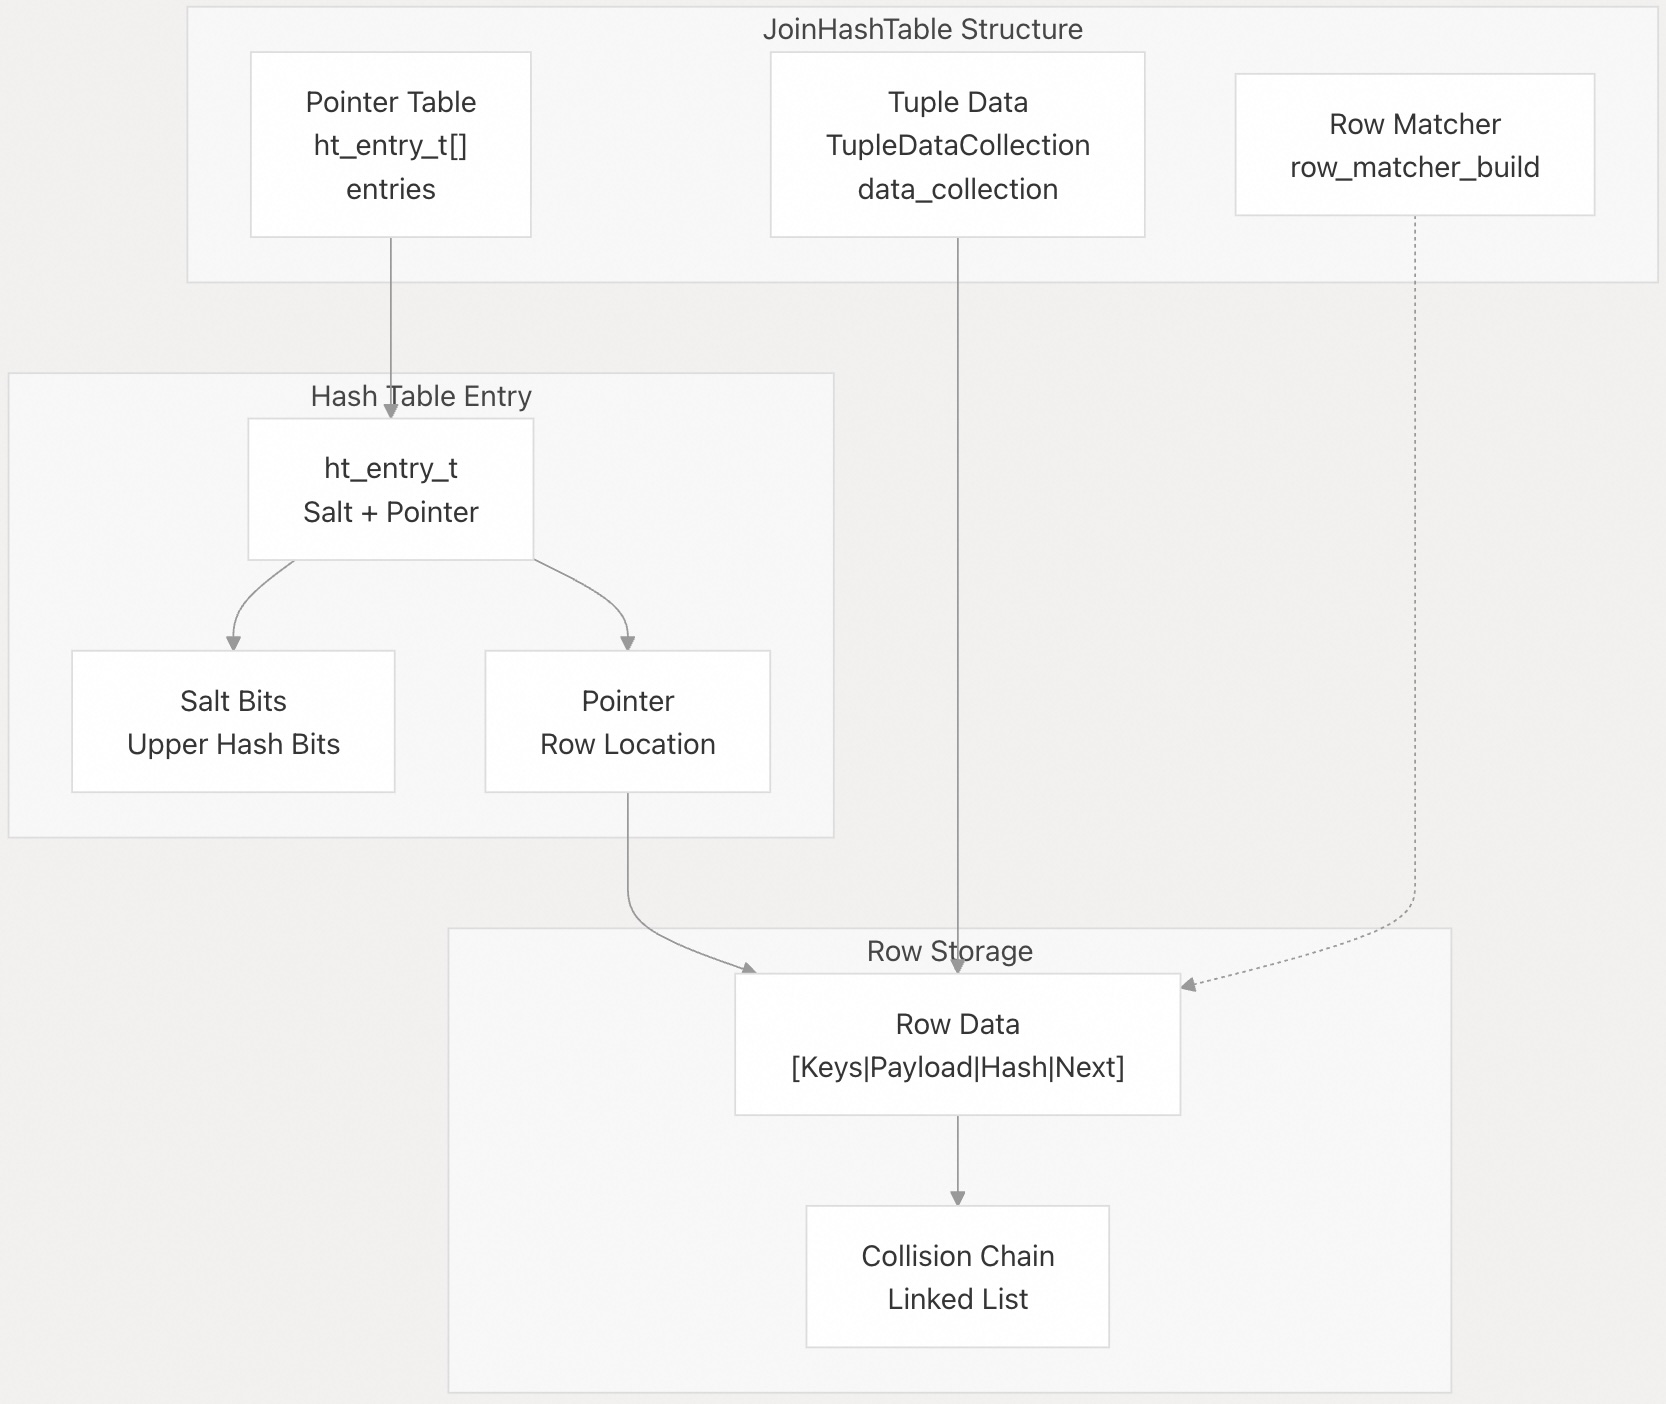 JoinHashTable Structure
Pointer Table
ht_entry_t[]
entries
Tuple Data
TupleDataCollection
data_collection
Row Matcher
row_matcher_build
Hash Table Entry
ht_entry_t
Salt + Pointer
Salt Bits
Upper Hash Bits
Pointer
Row Location
Row Storage
Row Data
[Keys|Payload|Hash|Next]
Collision Chain
Linked List